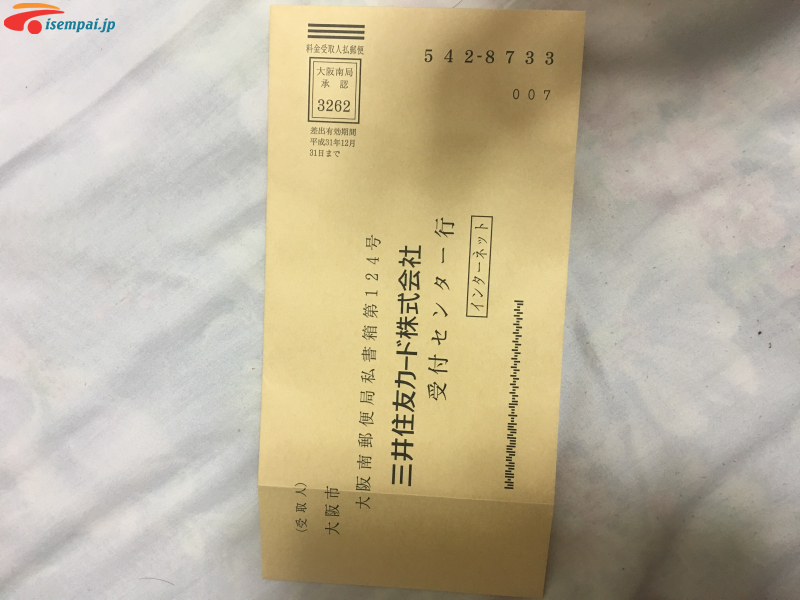 isempai.jp
料金受取人払郵便
大阪南局
承認
3262
差出有効期間
平成31年12月
31日まで
542-8733
007
(受取人)
大阪市
大阪南郵便局私書箱第124号
三井住友カード株式会社
受付センター行
インターネット